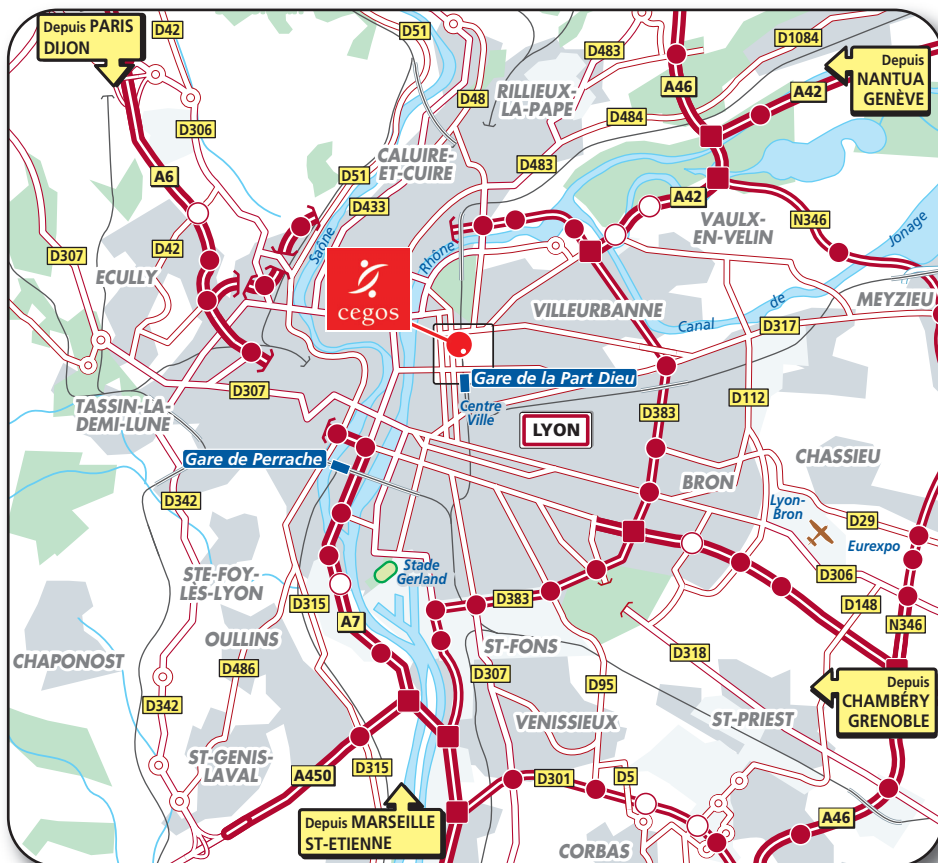 Depuis PARIS
DIJON
D42
D51
D483
D1084
Depuis
NANTUA
GENÈVE
A46
A42
RILLIEUX-
LA-PAPE
D48
D484
D306
CALUIRE-
ET-CUIRE
D483
A6
D51
D433
A42
VAULX-
EN-VELIN
N346
Jonage
D42
D307
ECULLY
Saône
Rhône
cegos
VILLEURBANNE
Canal
de
MEYZIEU
D317
Gare de la Part Dieu
D307
Centre
Ville
LYON
D383
D112
TASSIN-LA-
DEMI-LUNE
Gare de Perrache
CHASSIEU
BRON
D342
Lyon-
Bron
D29
Eurexpo
Stade
Gerland
STE-FOY-
LÈS-LYON
D306
D315
D383
D148
A7
N346
OULLINS
ST-FONS
D318
CHAPONOST
D486
D307
D95
Depuis
CHAMBÉRY
GRENOBLE
D342
VENISSIEUX
ST-PRIEST
ST-GENIS-
LAVAL
A450
D315
D301
D5
Depuis MARSEILLE
ST-ETIENNE
A46
CORBAS